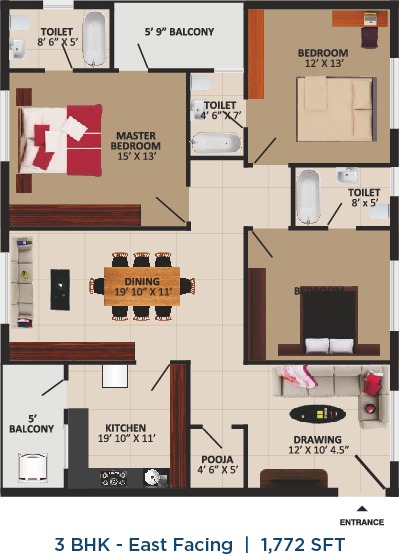 TOILET
8' 6" X 5'
5' 9" BALCONY
BEDROOM
12' X 13'
TOILET
4' 6"X 7'
MASTER
BEDROOM
15' X 13'
TOILET
8' x 5'
DINING
19' 10" X 11'
BEDROOM
5'
BALCONY
KITCHEN
19' 10" X 11'
POOJA
4' 6" X 5'
DRAWING
12' X 10' 4.5"
ENTRANCE
3 BHK - East Facing | 1,772 SFT